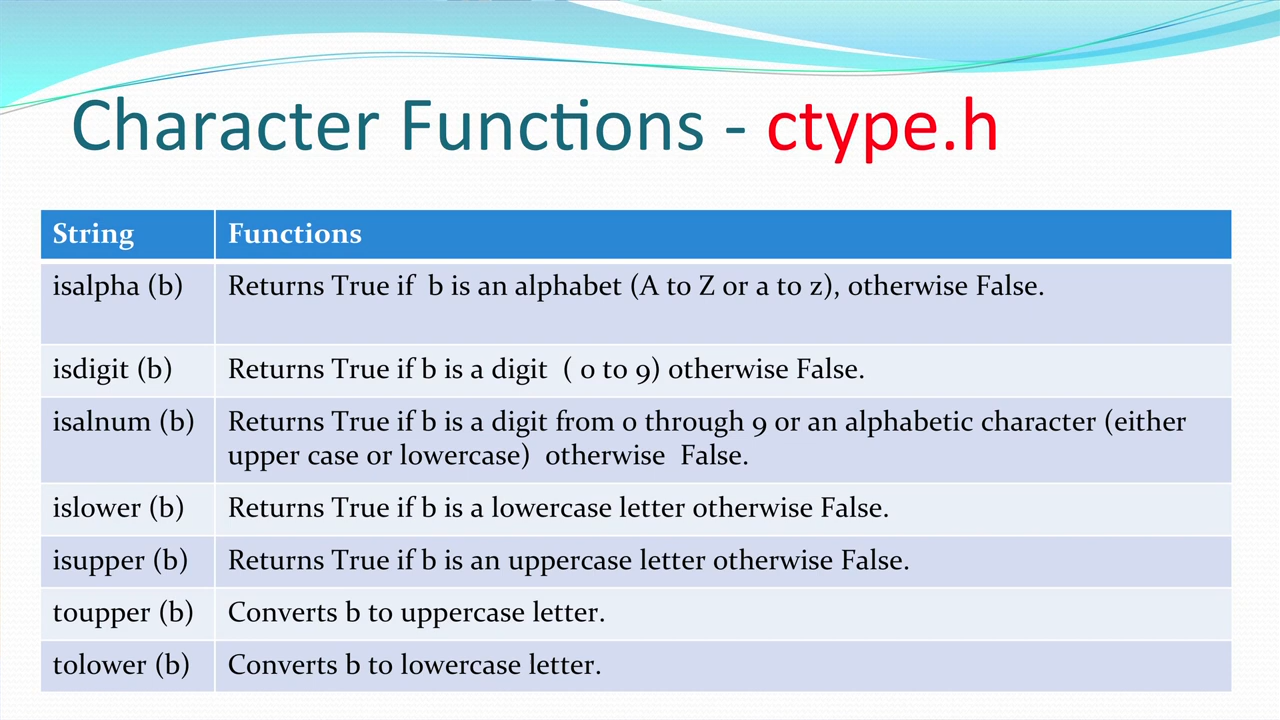 Character Functions - ctype.h
String Functions
isalpha (b) Returns True if b is an alphabet (A to Z or a to z), otherwise False.
isdigit (b) Returns True if b is a digit ( 0 to 9) otherwise False.
isalnum (b) Returns True if b is a digit from 0 through 9 or an alphabetic character (either
upper case or lowercase) otherwise False.
islower (b) Returns True if b is a lowercase letter otherwise False.
isupper (b) Returns True if b is an uppercase letter otherwise False.
toupper (b) Converts b to uppercase letter.
tolower (b) Converts b to lowercase letter.